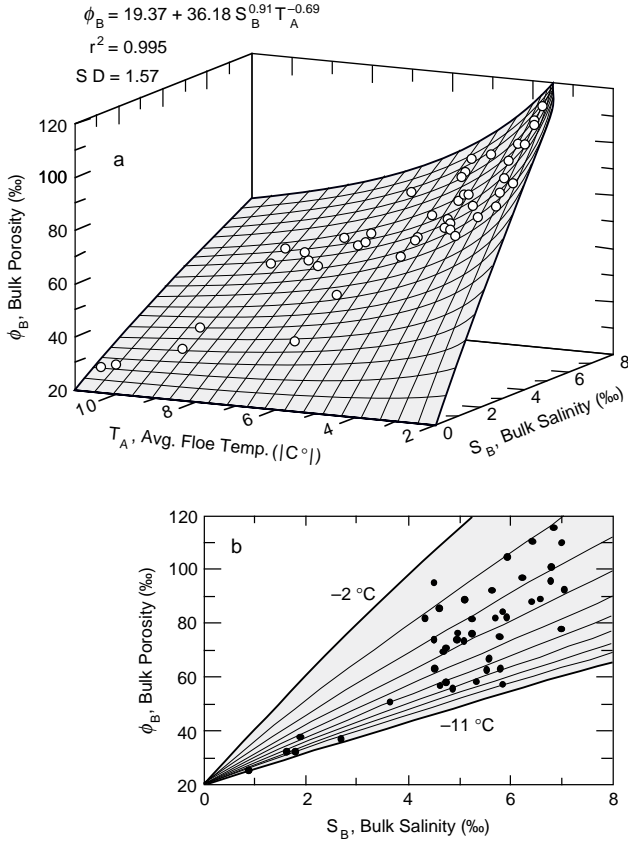 ϕB = 19.37 + 36.18 SB^0.91 TA^-0.69
r² = 0.995
S D = 1.57
a
120
100
80
60
40
20
ϕB, Bulk Porosity (‰)
10
8
6
4
2
TA, Avg. Floe Temp. (|C°|)
0
2
4
6
8
SB, Bulk Salinity (‰)
b
120
100
80
60
40
20
ϕB, Bulk Porosity (‰)
–2 °C
–11 °C
0
2
4
6
8
SB, Bulk Salinity (‰)